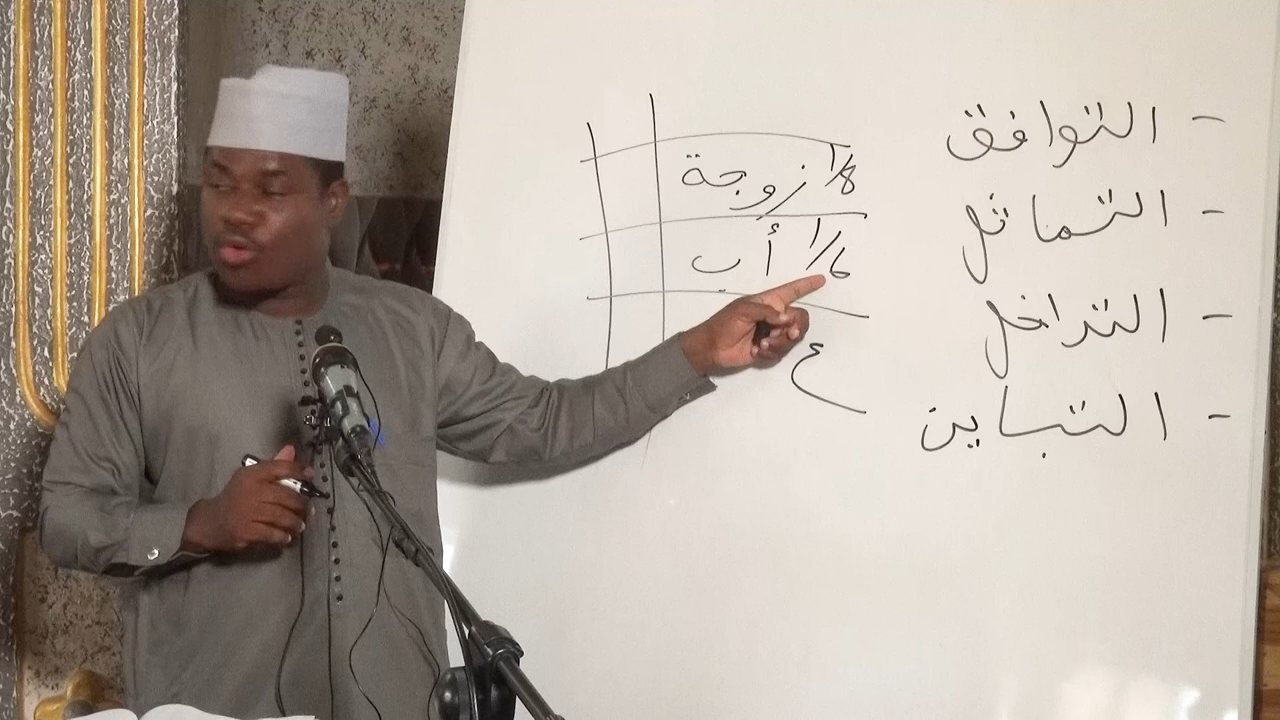 - التوافق
- التماثل
- التداخل
- التباين
1/8 زوجة
1/6 أب
ع